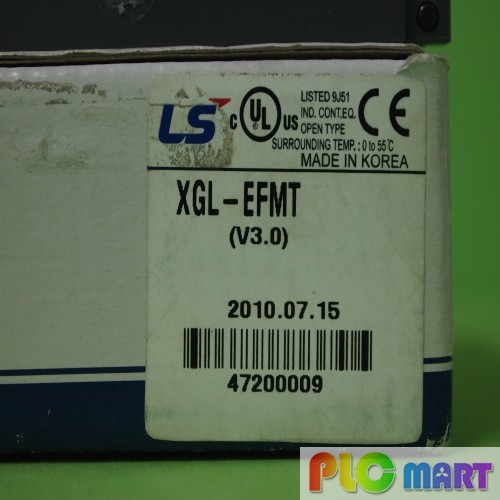 LS
C UL US
LISTED 9J51
IND. CONT.EQ.
OPEN TYPE
CE
SURROUNDING TEMP. : 0 to 55℃
MADE IN KOREA
XGL-EFMT
(V3.0)
2010.07.15
47200009
PLC MART